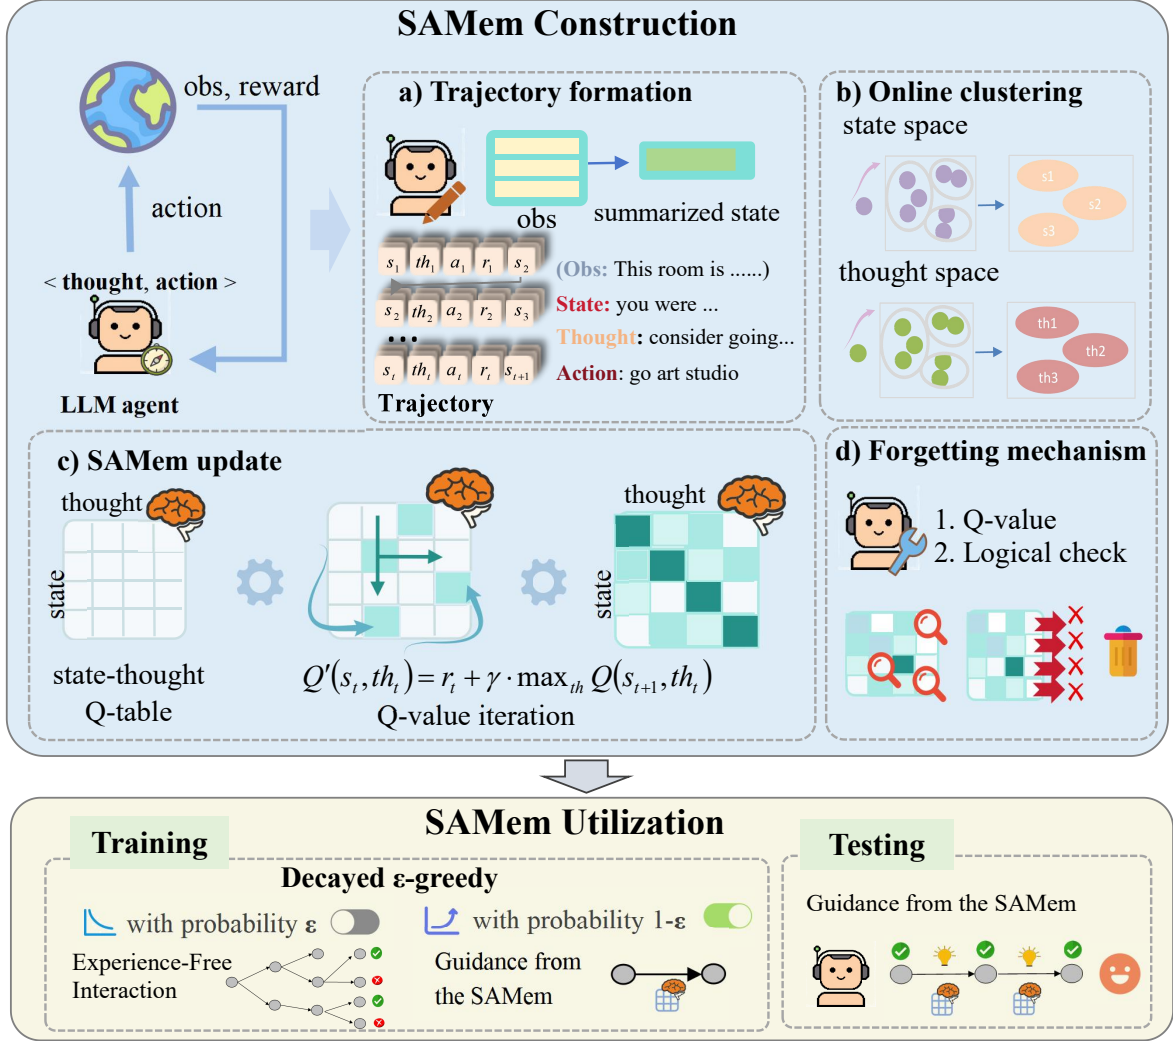 SAMem Construction
obs, reward
action
< thought, action >
LLM agent
a) Trajectory formation
obs
summarized state
s₁ th₁ a₁ r₁ s₂
s₂ th₂ a₂ r₂ s₃
...
sₜ thₜ aₜ rₜ sₜ₊₁
Trajectory
(Obs: This room is ......)
State: you were ...
Thought: consider going...
Action: go art studio
b) Online clustering
state space
s1
s2
s3
thought space
th1
th2
th3
c) SAMem update
thought
state
state-thought
Q-table
thought
state
Q'(sₜ, thₜ) = rₜ + γ · maxₜₕ Q(sₜ₊₁, thₜ)
Q-value iteration
d) Forgetting mechanism
1. Q-value
2. Logical check
SAMem Utilization
Training
Decayed ε-greedy
with probability ε
Experience-Free
Interaction
with probability 1-ε
Guidance from
the SAMem
Testing
Guidance from the SAMem